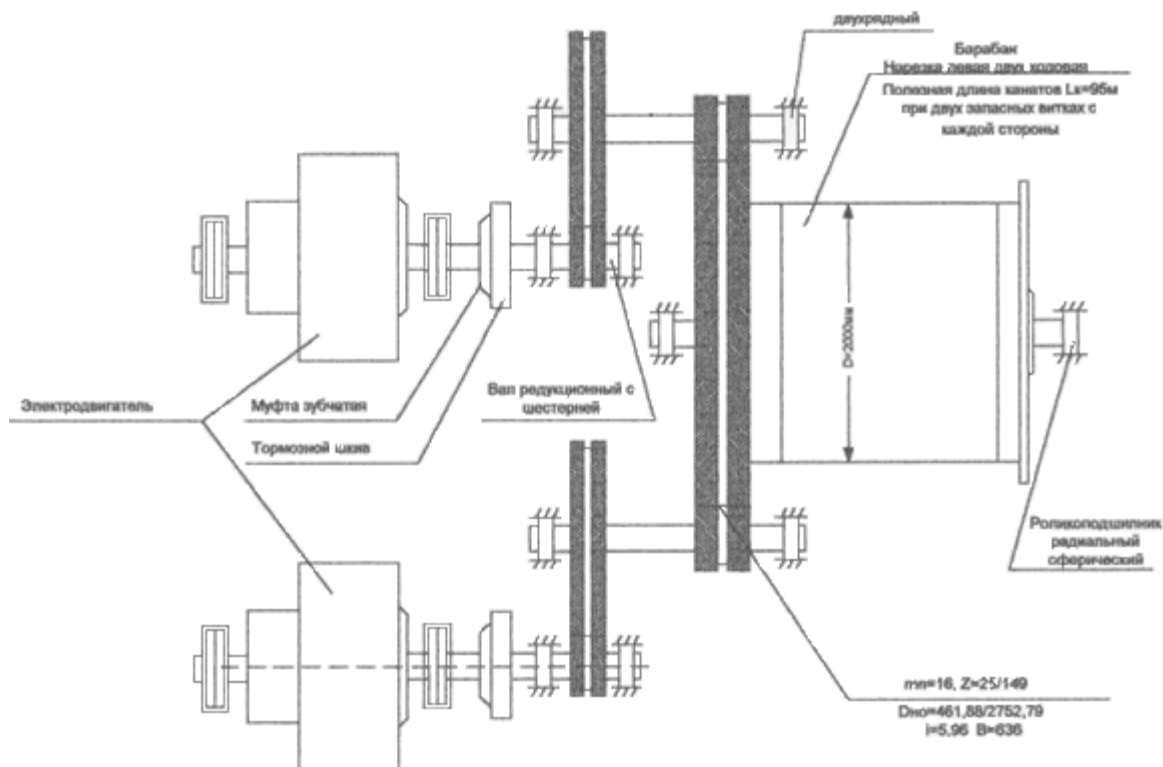 двухрядный
Барабан
Нарезка левая двух ходовая
Полезная длина канатов Lк=95м
при двух запасных витках с
каждой стороны
D=2000мм
Электродвигатель
Муфта зубчатая
Тормозной шкив
Вал редукционный с
шестерней
Роликоподшипник
радиальный
сферический
mn=16, Z=25/149
Dно=461,88/2752,79
i=5,96 B=636